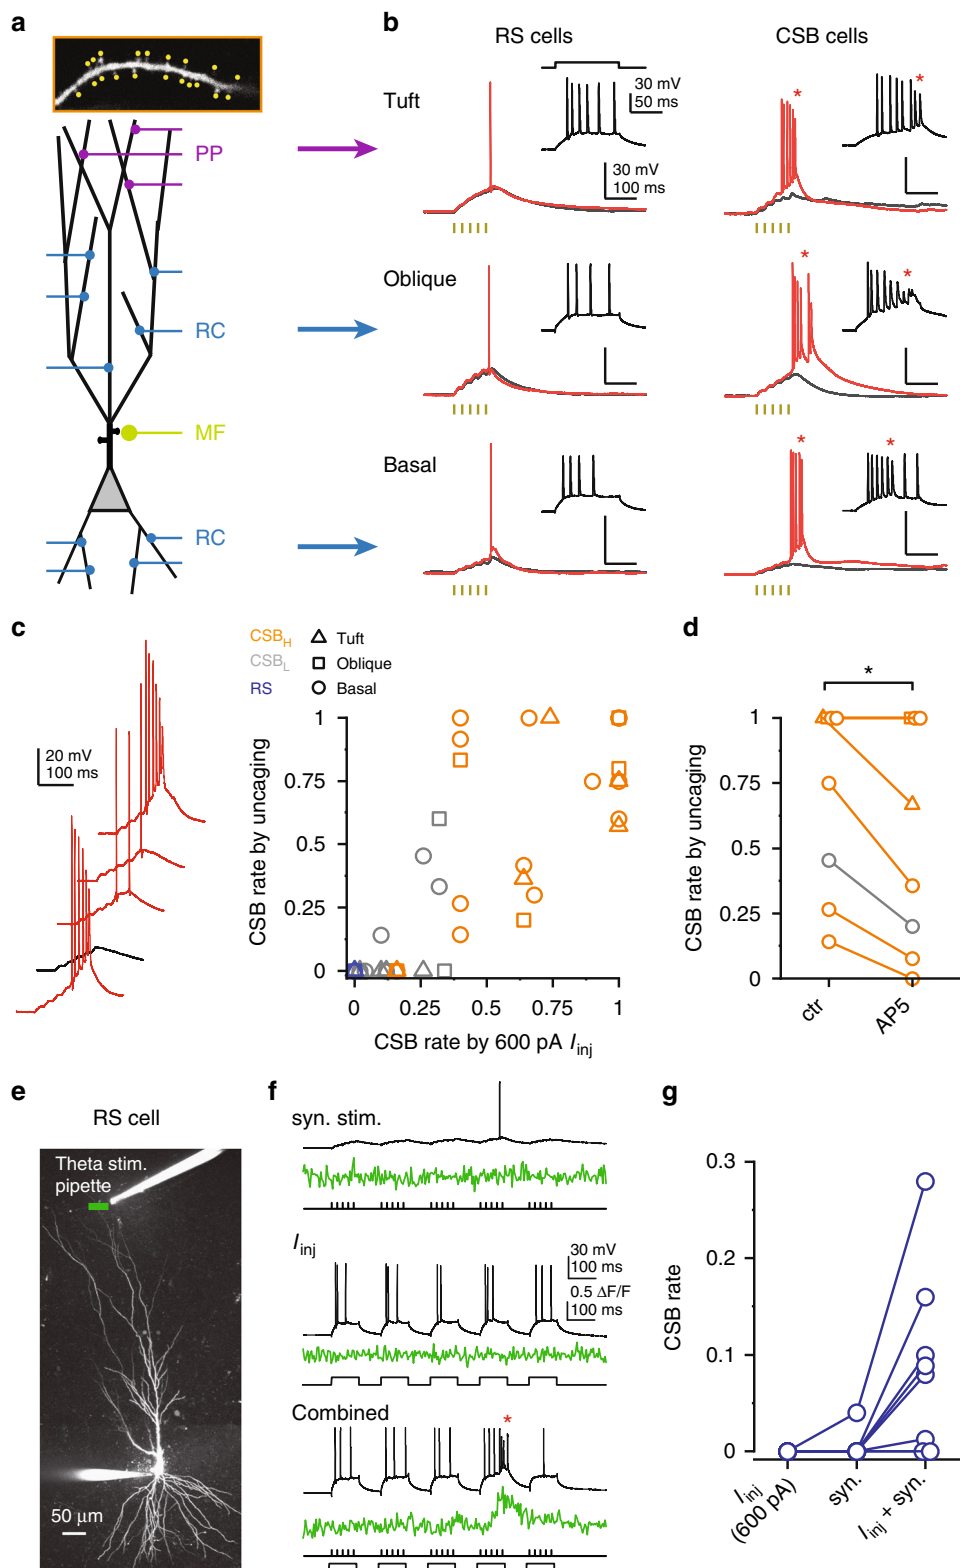 a
PP
RC
MF
RC
b
RS cells
CSB cells
Tuft
30 mV
50 ms
30 mV
100 ms
*
*
Oblique
*
*
Basal
*
*
c
20 mV
100 ms
CSB_H
Tuft
CSB_L
Oblique
RS
Basal
CSB rate by uncaging
1
0.75
0.5
0.25
0
0
0.25
0.5
0.75
1
CSB rate by 600 pA I_inj
d
*
CSB rate by uncaging
1
0.75
0.5
0.25
0
ctr
AP5
e
RS cell
Theta stim.
pipette
50 µm
f
syn. stim.
I_inj
30 mV
100 ms
0.5 ΔF/F
100 ms
Combined
*
g
CSB rate
0.3
0.2
0.1
0
I_inj
(600 pA)
syn.
I_inj + syn.